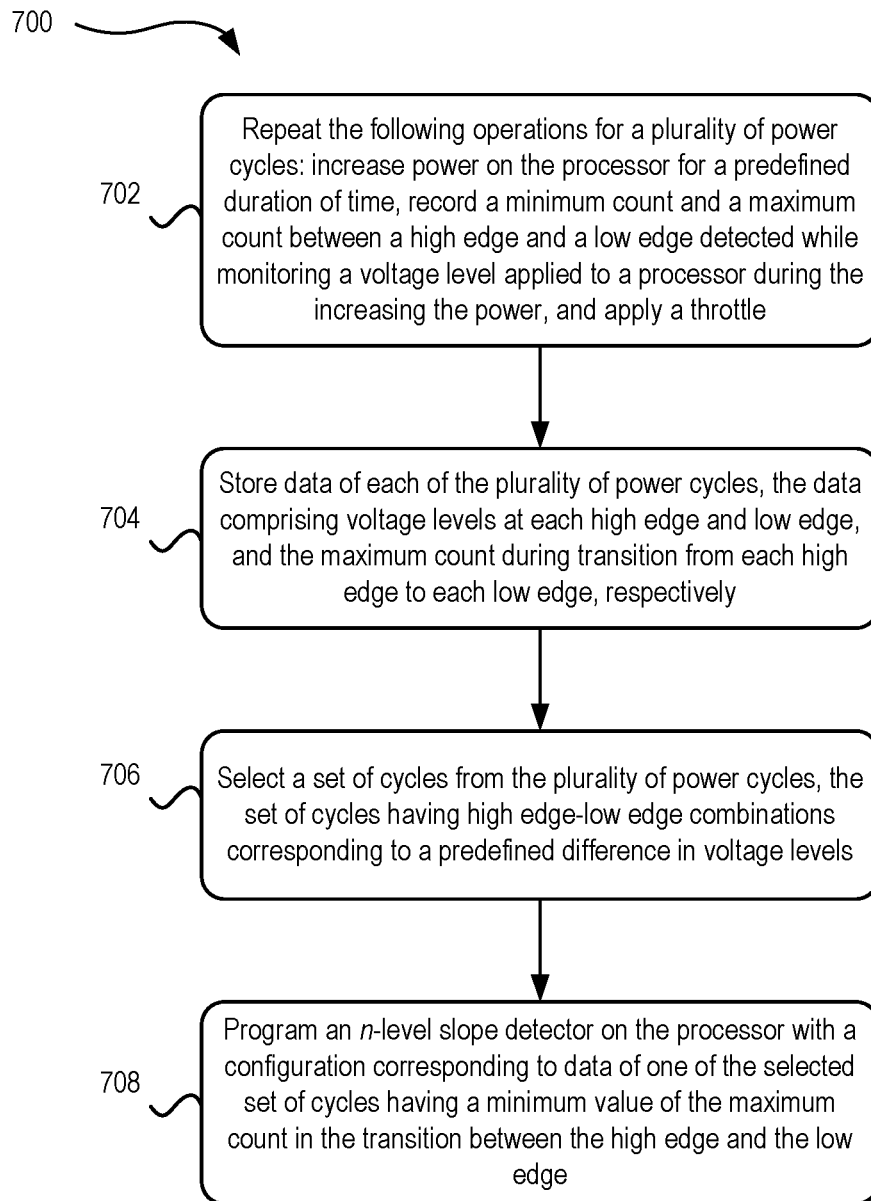 700
Repeat the following operations for a plurality of power
cycles: increase power on the processor for a predefined
duration of time, record a minimum count and a maximum
count between a high edge and a low edge detected while
monitoring a voltage level applied to a processor during the
increasing the power, and apply a throttle
702
Store data of each of the plurality of power cycles, the data
comprising voltage levels at each high edge and low edge,
and the maximum count during transition from each high
edge to each low edge, respectively
704
Select a set of cycles from the plurality of power cycles, the
set of cycles having high edge-low edge combinations
corresponding to a predefined difference in voltage levels
706
Program an n-level slope detector on the processor with a
configuration corresponding to data of one of the selected
set of cycles having a minimum value of the maximum
count in the transition between the high edge and the low
edge
708